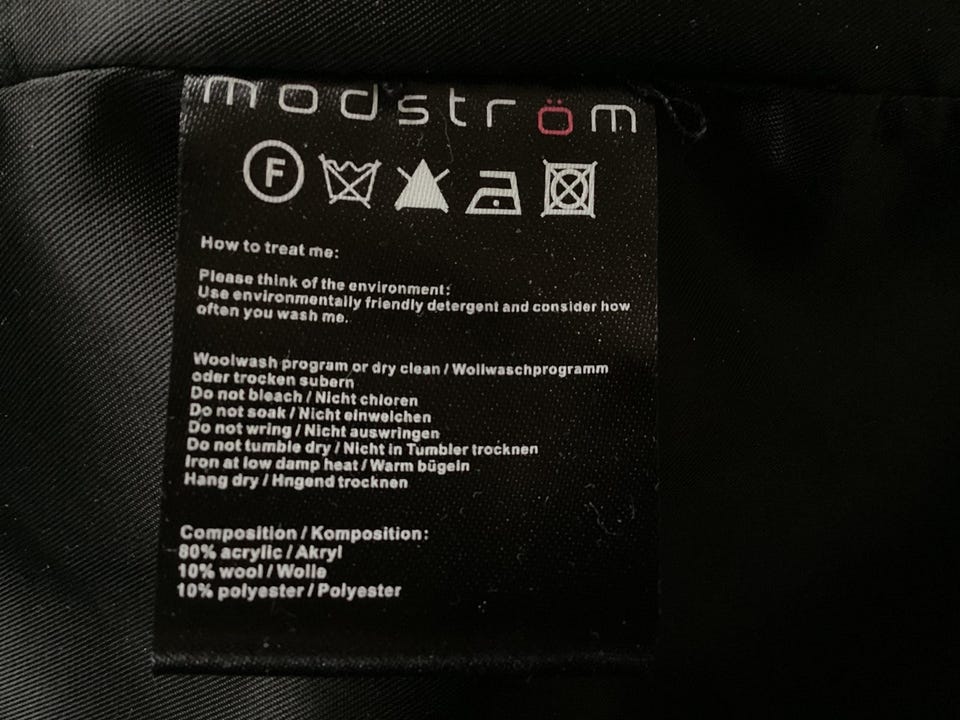 modström
F
How to treat me:
Please think of the environment:
Use environmentally friendly detergent and consider how
often you wash me.
Woolwash program or dry clean / Wollwaschprogramm
oder trocken subern
Do not bleach / Nicht chloren
Do not soak / Nicht einweichen
Do not wring / Nicht auswringen
Do not tumble dry / Nicht in Tumbler trocknen
Iron at low damp heat / Warm bügeln
Hang dry / Hngend trocknen
Composition / Komposition:
80% acrylic / Akryl
10% wool / Wolle
10% polyester / Polyester